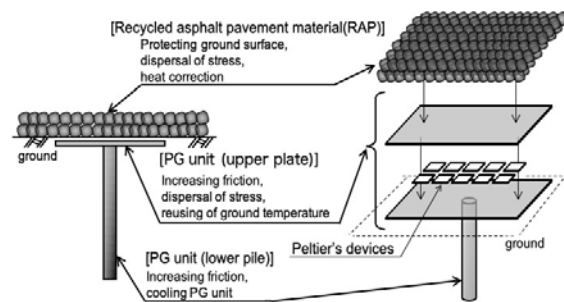 [Recycled asphalt pavement material(RAP)]
Protecting ground surface,
dispersal of stress,
heat correction
ground
[PG unit (upper plate)]
Increasing friction,
dispersal of stress,
reusing of ground temperature
Peltier's devices
ground
[PG unit (lower pile)]
Increasing friction,
cooling PG unit